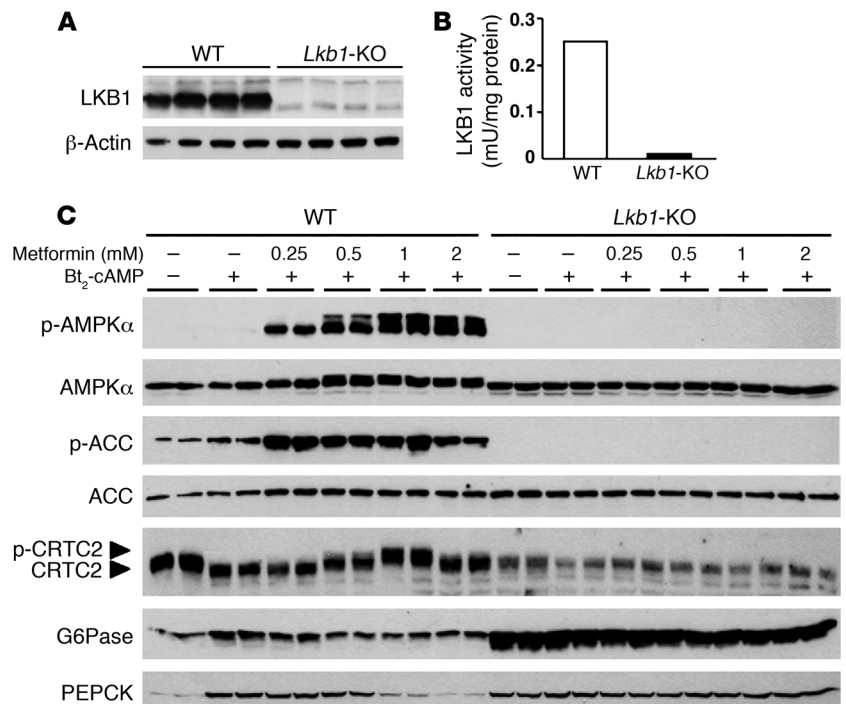 A
WT Lkb1-KO
LKB1
β-Actin
B
LKB1 activity
(mU/mg protein)
0.3
0.2
0.1
0
WT Lkb1-KO
C
WT Lkb1-KO
Metformin (mM) – – 0.25 0.5 1 2 – – 0.25 0.5 1 2
Bt2-cAMP – + + + + + – + + + + +
p-AMPKα
AMPKα
p-ACC
ACC
p-CRTC2
CRTC2
G6Pase
PEPCK